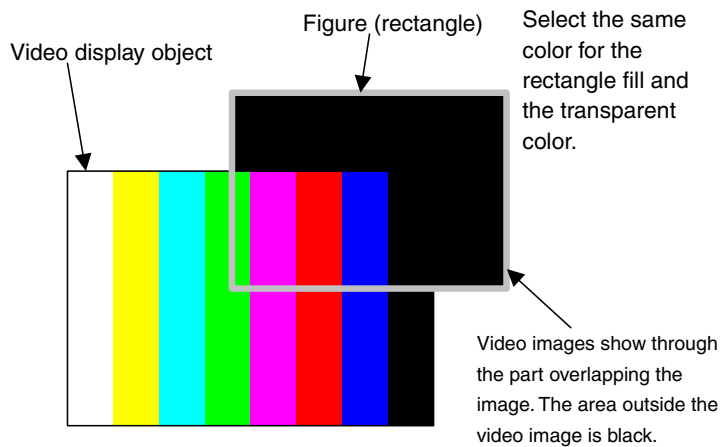 Video display object
Figure (rectangle)
Select the same
color for the
rectangle fill and
the transparent
color.
Video images show through
the part overlapping the
image. The area outside the
video image is black.